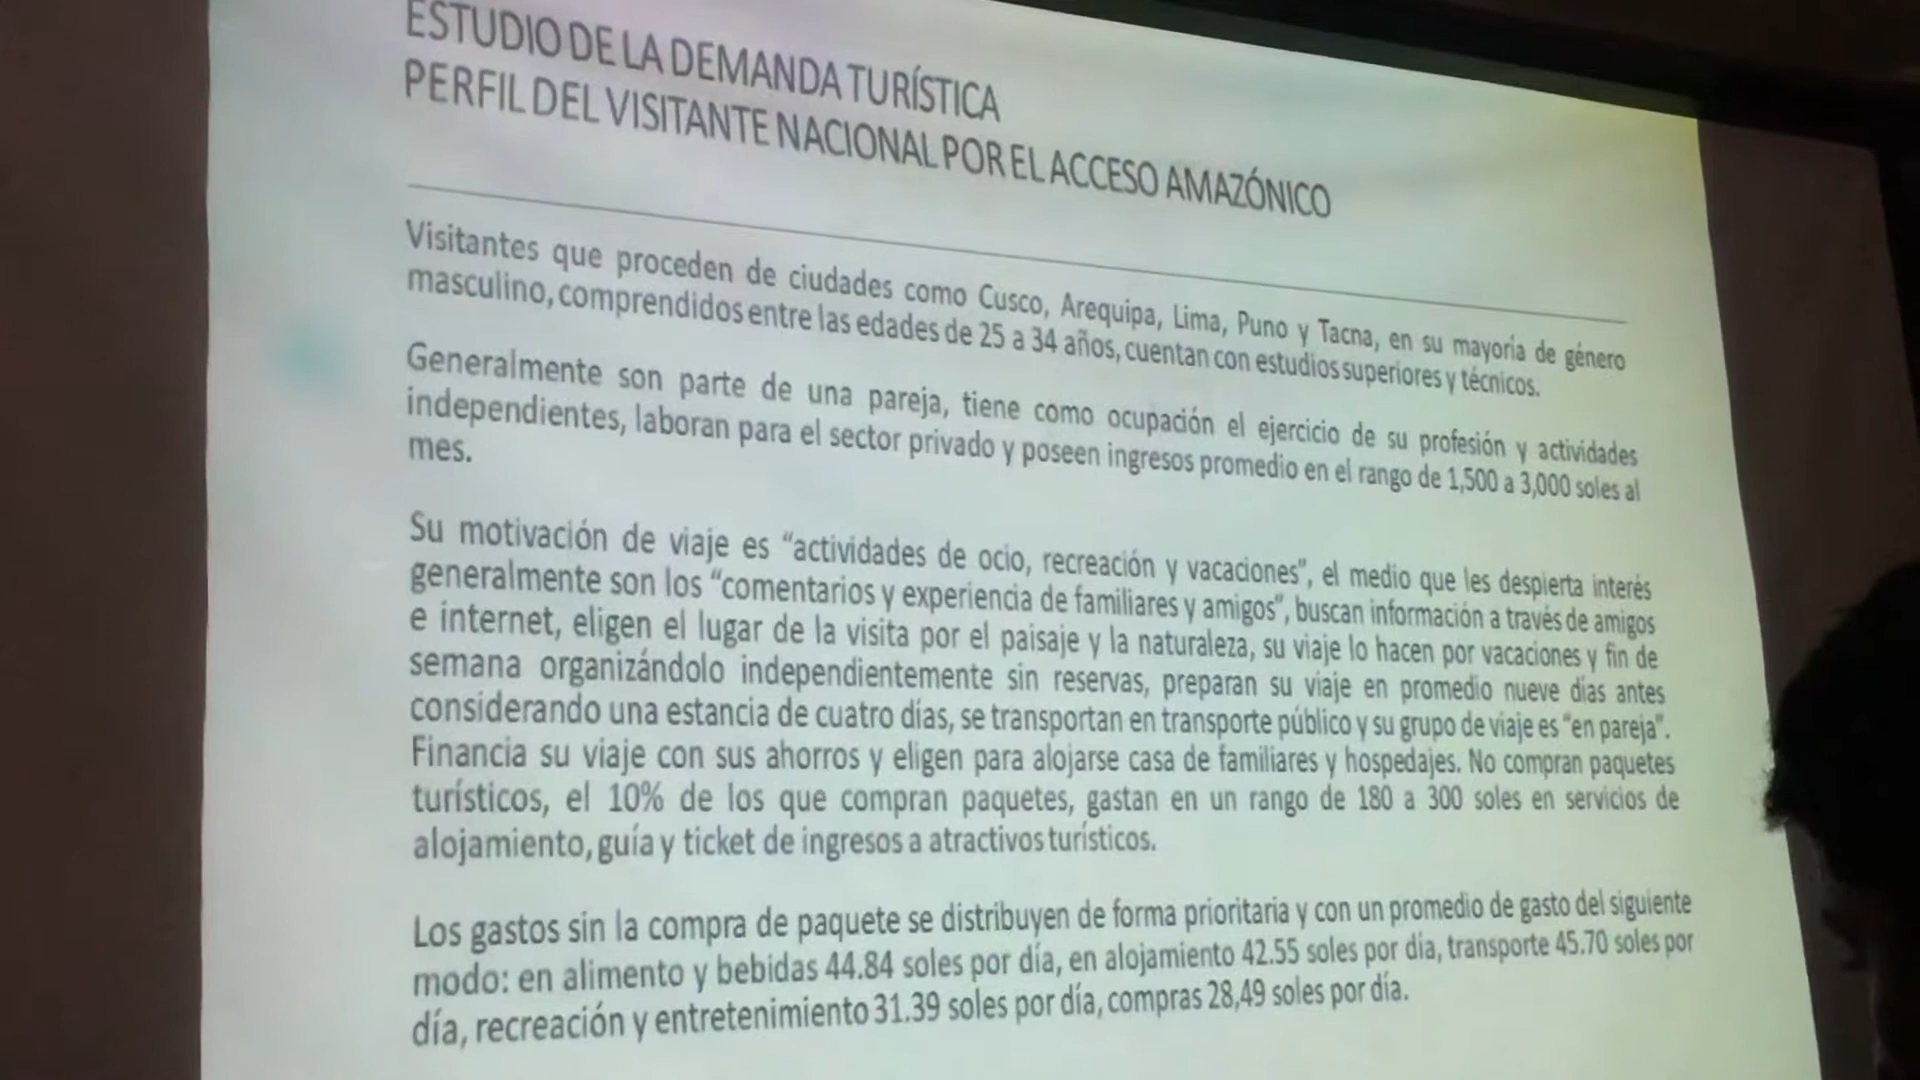 ESTUDIO DE LA DEMANDA TURÍSTICA
PERFIL DEL VISITANTE NACIONAL POR EL ACCESO AMAZÓNICO
Visitantes que proceden de ciudades como Cusco, Arequipa, Lima, Puno y Tacna, en su mayoría de género
masculino, comprendidos entre las edades de 25 a 34 años, cuentan con estudios superiores y técnicos.
Generalmente son parte de una pareja, tiene como ocupación el ejercicio de su profesión y actividades
independientes, laboran para el sector privado y poseen ingresos promedio en el rango de 1,500 a 3,000 soles al
mes.
Su motivación de viaje es “actividades de ocio, recreación y vacaciones”, el medio que les despierta interés
generalmente son los “comentarios y experiencia de familiares y amigos”, buscan información a través de amigos
e internet, eligen el lugar de la visita por el paisaje y la naturaleza, su viaje lo hacen por vacaciones y fin de
semana organizándolo independientemente sin reservas, preparan su viaje en promedio nueve días antes
considerando una estancia de cuatro días, se transportan en transporte público y su grupo de viaje es “en pareja”.
Financia su viaje con sus ahorros y eligen para alojarse casa de familiares y hospedajes. No compran paquetes
turísticos, el 10% de los que compran paquetes, gastan en un rango de 180 a 300 soles en servicios de
alojamiento, guía y ticket de ingresos a atractivos turísticos.
Los gastos sin la compra de paquete se distribuyen de forma prioritaria y con un promedio de gasto del siguiente
modo: en alimento y bebidas 44.84 soles por día, en alojamiento 42.55 soles por día, transporte 45.70 soles por
día, recreación y entretenimiento 31.39 soles por día, compras 28,49 soles por día.